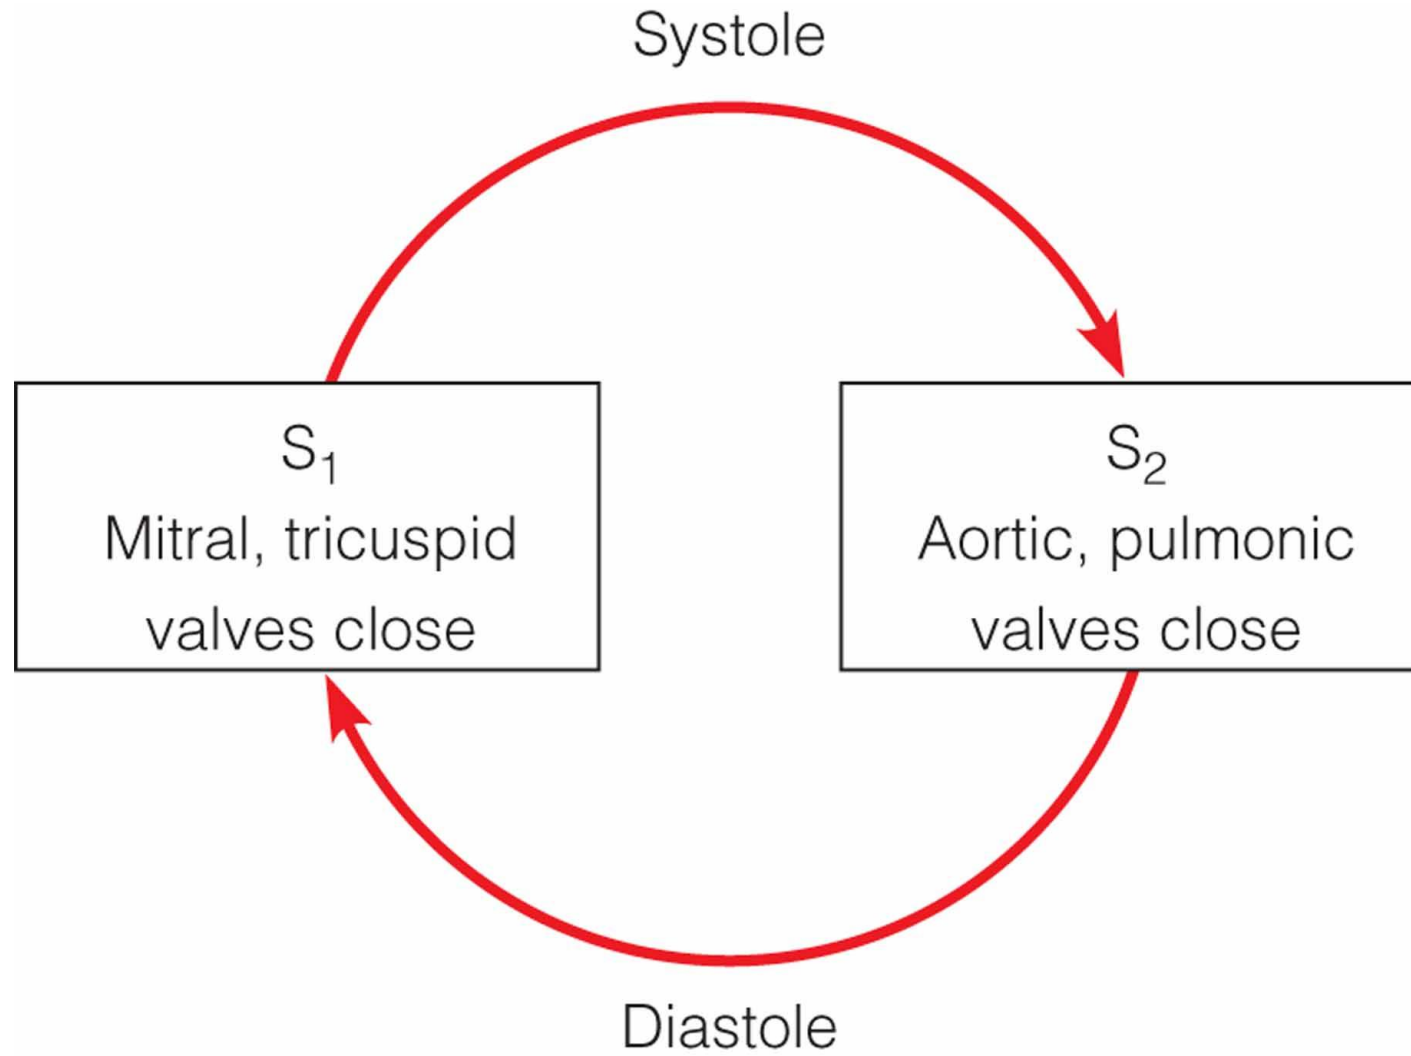 Systole
S₁
Mitral, tricuspid
valves close
S₂
Aortic, pulmonic
valves close
Diastole